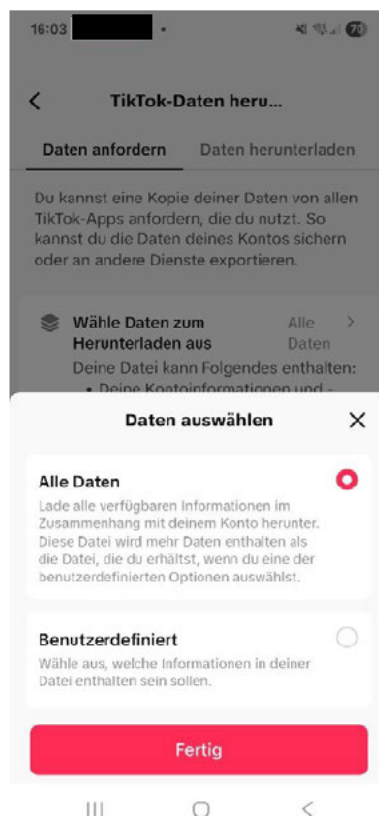 16:03
70
TikTok-Daten heru...
Daten anfordern Daten herunterladen
Du kannst eine Kopie deiner Daten von allen
TikTok-Apps anfordern, die du nutzt. So
kannst du die Daten deines Kontos sichern
oder an andere Dienste exportieren.
Wähle Daten zum Alle
Herunterladen aus Daten
Deine Datei kann Folgendes enthalten:
• Deine Kontoinformationen und -
Daten auswählen
Alle Daten
Lade alle verfügbaren Informationen im
Zusammenhang mit deinem Konto herunter.
Diese Datei wird mehr Daten enthalten als
die Datei, die du erhältst, wenn du eine der
benutzerdefinierten Optionen auswählst.
Benutzerdefiniert
Wähle aus, welche Informationen in deiner
Datei enthalten sein sollen.
Fertig